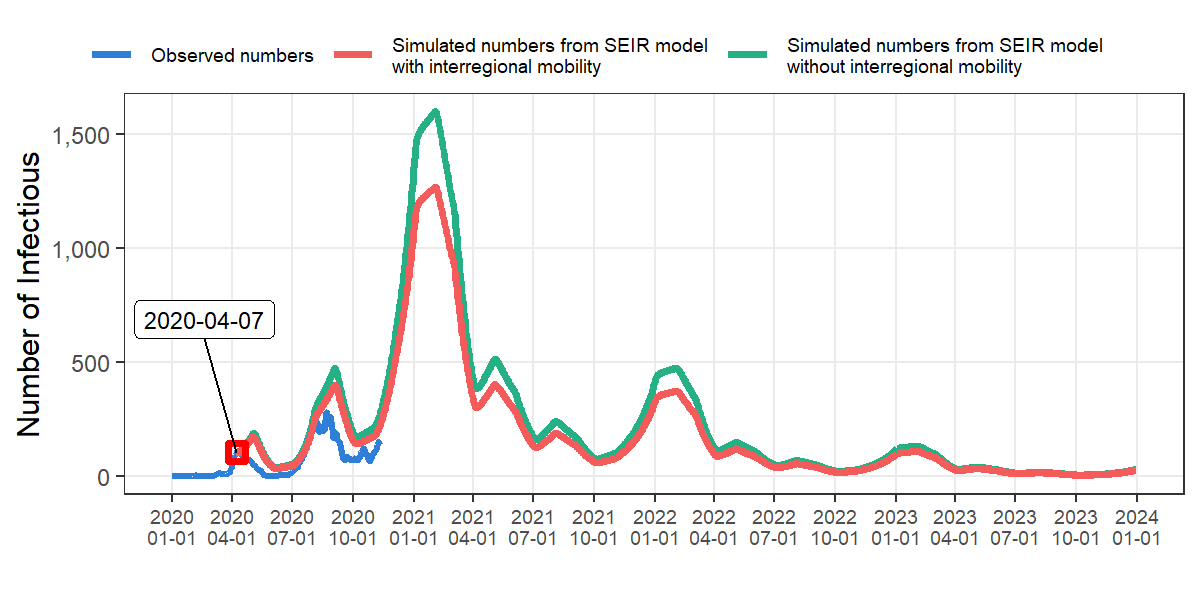 Observed numbers
Simulated numbers from SEIR model
with interregional mobility
Simulated numbers from SEIR model
without interregional mobility
Number of Infectious
1,500
1,000
500
0
2020-04-07
2020 2020 2020 2020 2021 2021 2021 2021 2022 2022 2022 2022 2023 2023 2023 2023 2024
01-01 04-01 07-01 10-01 01-01 04-01 07-01 10-01 01-01 04-01 07-01 10-01 01-01 04-01 07-01 10-01 01-01